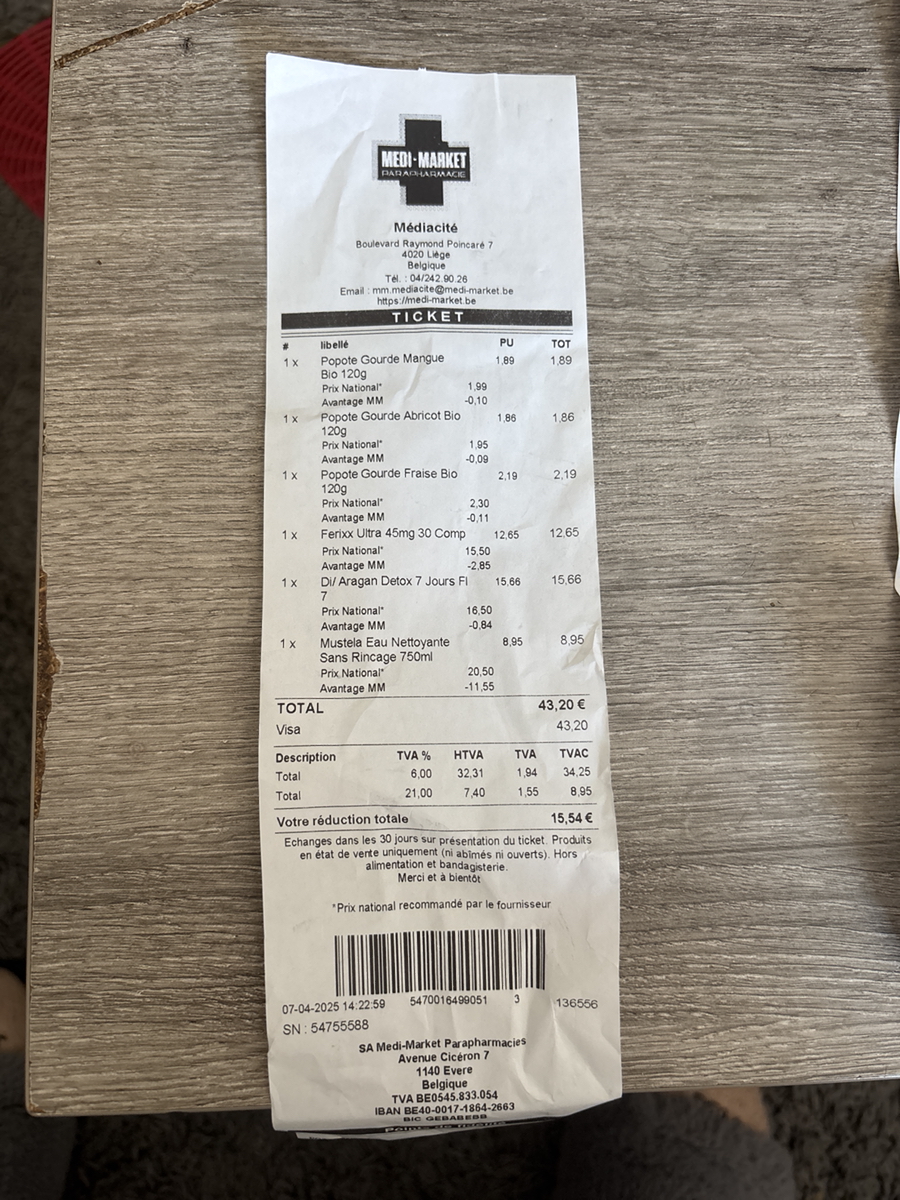 MEDI-MARKET
PARAPHARMACIE
Médiacité
Boulevard Raymond Poincaré 7
4020 Liège
Belgique
Tél. : 04/242.90.26
Email : mm.mediacite@medi-market.be
https://medi-market.be
TICKET
# libellé PU TOT
1 x Popote Gourde Mangue 1,89 1,89
Bio 120g
Prix National* 1,99
Avantage MM -0,10
1 x Popote Gourde Abricot Bio 1,86 1,86
120g
Prix National* 1,95
Avantage MM -0,09
1 x Popote Gourde Fraise Bio 2,19 2,19
120g
Prix National* 2,30
Avantage MM -0,11
1 x Ferixx Ultra 45mg 30 Comp 12,65 12,65
Prix National* 15,50
Avantage MM -2,85
1 x Di/ Aragan Detox 7 Jours Fl 15,66 15,66
7
Prix National* 16,50
Avantage MM -0,84
1 x Mustela Eau Nettoyante 8,95 8,95
Sans Rincage 750ml
Prix National* 20,50
Avantage MM -11,55
TOTAL 43,20 €
Visa 43,20
Description TVA % HTVA TVA TVAC
Total 6,00 32,31 1,94 34,25
Total 21,00 7,40 1,55 8,95
Votre réduction totale 15,54 €
Echanges dans les 30 jours sur présentation du ticket. Produits
en état de vente uniquement (ni abîmés ni ouverts). Hors
alimentation et bandagisterie.
Merci et à bientôt
*Prix national recommandé par le fournisseur
07-04-2025 14:22:59 5470016499051 3 136556
SN : 54755588
SA Medi-Market Parapharmacies
Avenue Cicéron 7
1140 Evere
Belgique
TVA BE0545.833.054
IBAN BE40-0017-1864-2663
BIC GEBABEBB
Points de fidélité